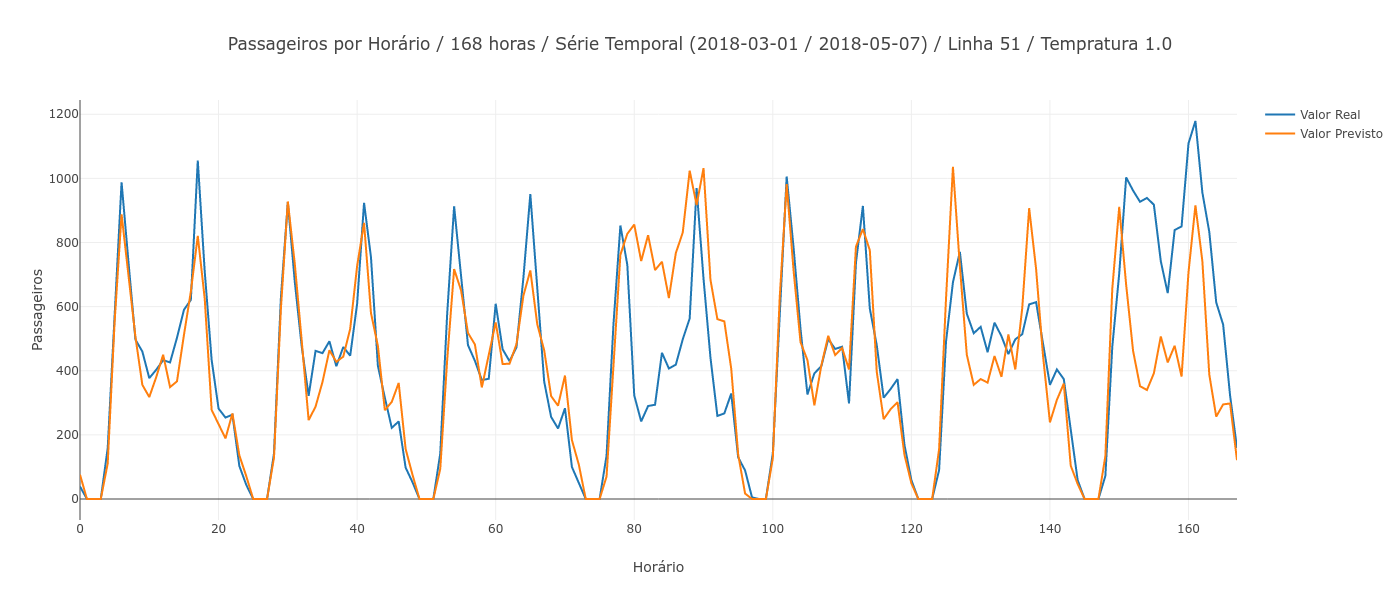 Passageiros por Horário / 168 horas / Série Temporal (2018-03-01 / 2018-05-07) / Linha 51 / Tempratura 1.0
Valor Real
Valor Previsto
Passageiros
1200
1000
800
600
400
200
0
0 20 40 60 80 100 120 140 160
Horário